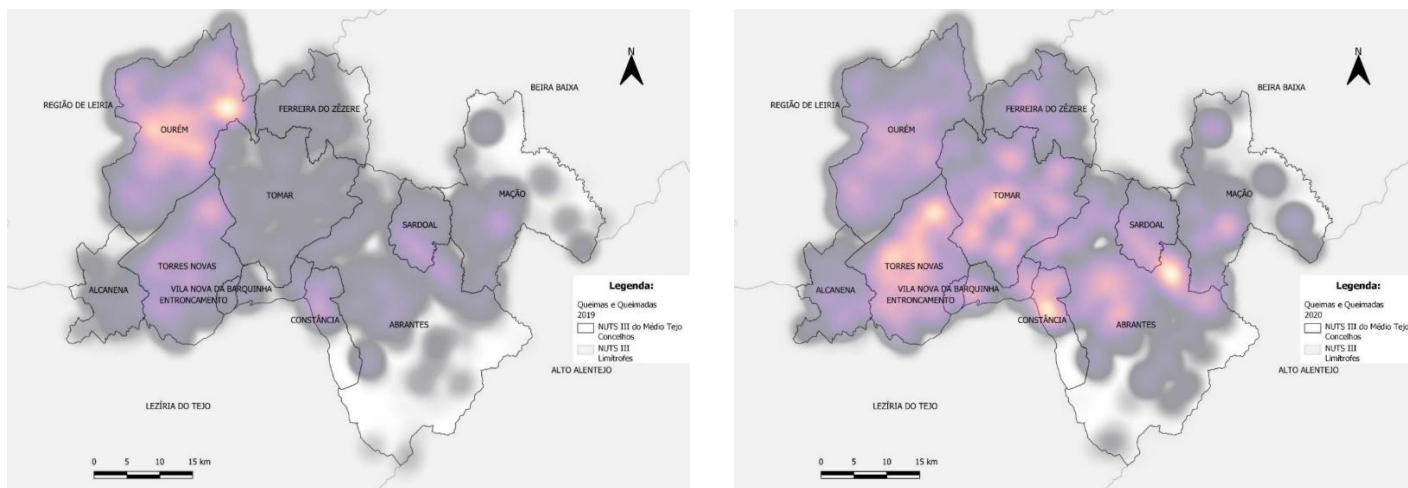 N
BEIRA BAIXA
REGIÃO DE LEIRIA
FERREIRA DO ZÊZERE
OURÉM
TOMAR
MAÇÃO
SARDOAL
TORRES NOVAS
ALCANENA
VILA NOVA DA BARQUINHA
ENTRONCAMENTO
CONSTÂNCIA
ABRANTES
Legenda:
Queimas e Queimadas
2019
NUTS III do Médio Tejo
Concelhos
NUTS III
Limítrofes
ALTO ALENTEJO
LEZÍRIA DO TEJO
0 5 10 15 km
N
BEIRA BAIXA
REGIÃO DE LEIRIA
FERREIRA DO ZÊZERE
OURÉM
TOMAR
MAÇÃO
SARDOAL
TORRES NOVAS
ALCANENA
VILA NOVA DA BARQUINHA
ENTRONCAMENTO
CONSTÂNCIA
ABRANTES
Legenda:
Queimas e Queimadas
2020
NUTS III do Médio Tejo
Concelhos
NUTS III
Limítrofes
ALTO ALENTEJO
LEZÍRIA DO TEJO
0 5 10 15 km